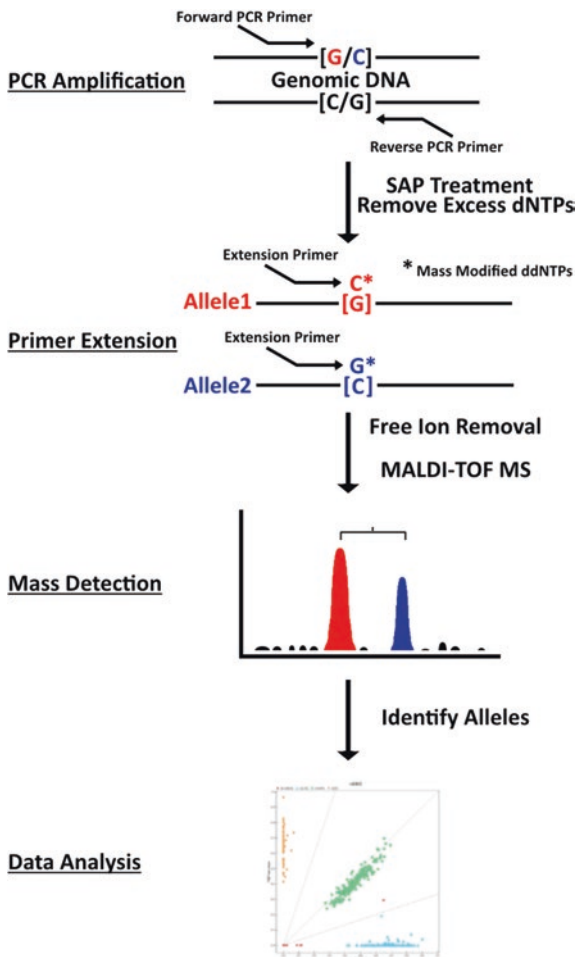 Forward PCR Primer
[G/C]
PCR Amplification
Genomic DNA
[C/G]
Reverse PCR Primer
SAP Treatment
Remove Excess dNTPs
Extension Primer
C*
* Mass Modified ddNTPs
Allele1
[G]
Primer Extension
Extension Primer
G*
Allele2
[C]
Free Ion Removal
MALDI-TOF MS
Mass Detection
Identify Alleles
Data Analysis